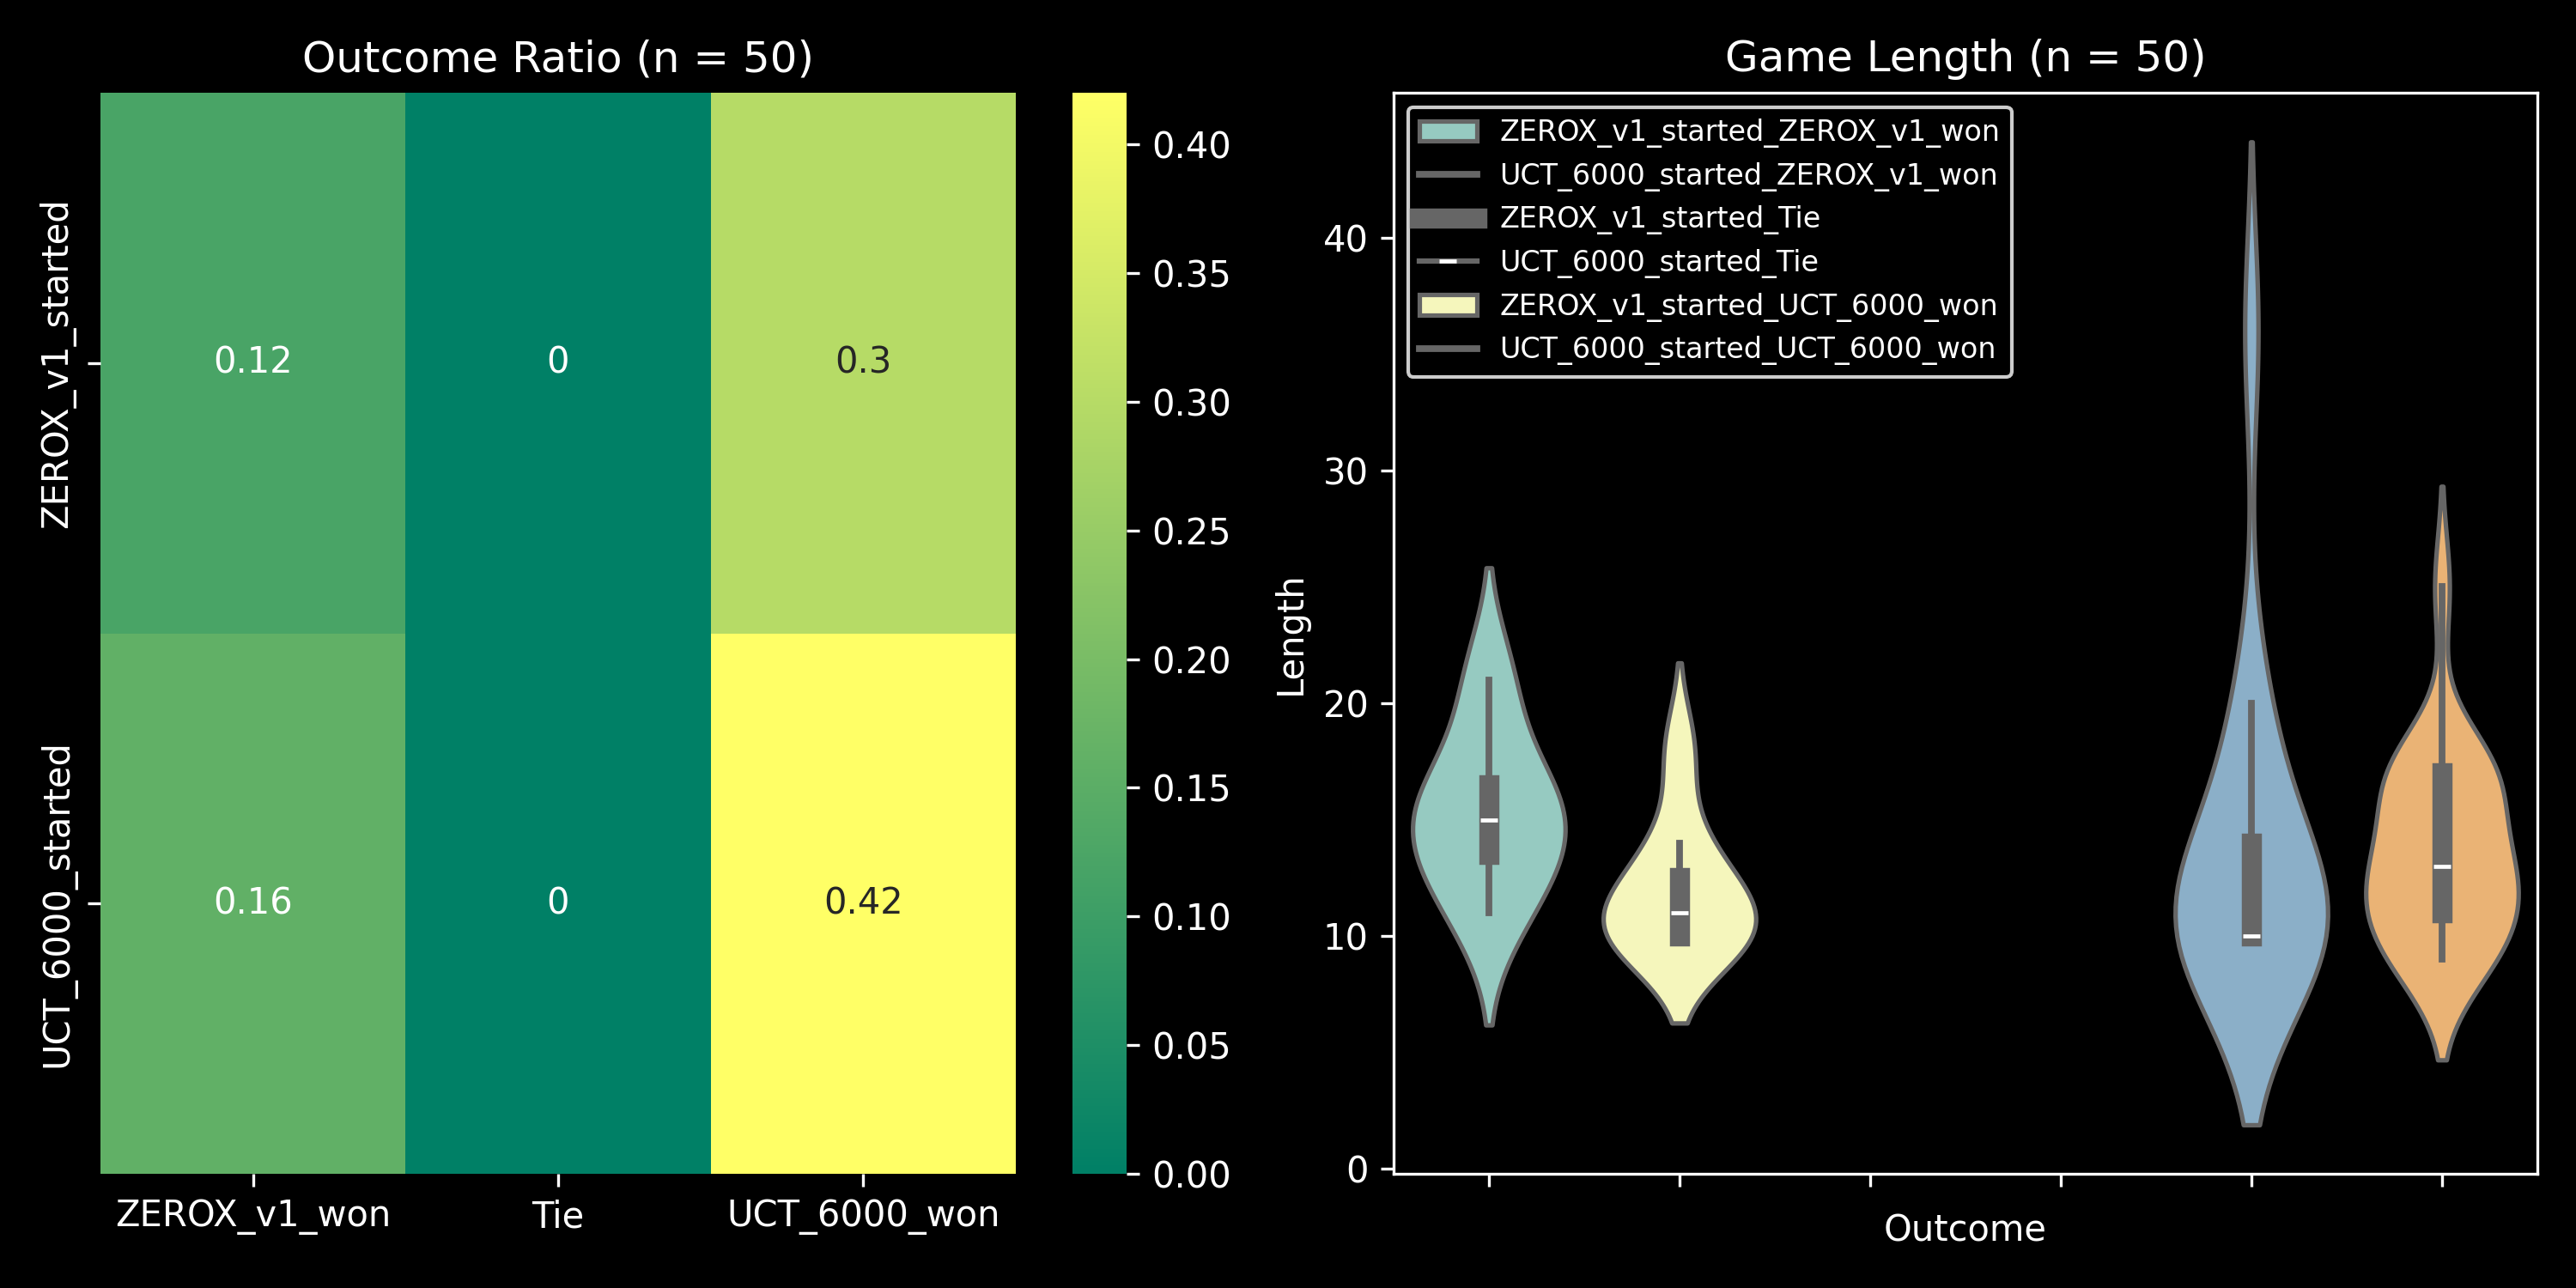 Outcome Ratio (n = 50)
ZEROX_v1_started
UCT_6000_started
0.12
0
0.3
0.16
0
0.42
ZEROX_v1_won
Tie
UCT_6000_won
0.40
0.35
0.30
0.25
0.20
0.15
0.10
0.05
0.00
Game Length (n = 50)
ZEROX_v1_started_ZEROX_v1_won
UCT_6000_started_ZEROX_v1_won
ZEROX_v1_started_Tie
UCT_6000_started_Tie
ZEROX_v1_started_UCT_6000_won
UCT_6000_started_UCT_6000_won
Length
40
30
20
10
0
Outcome